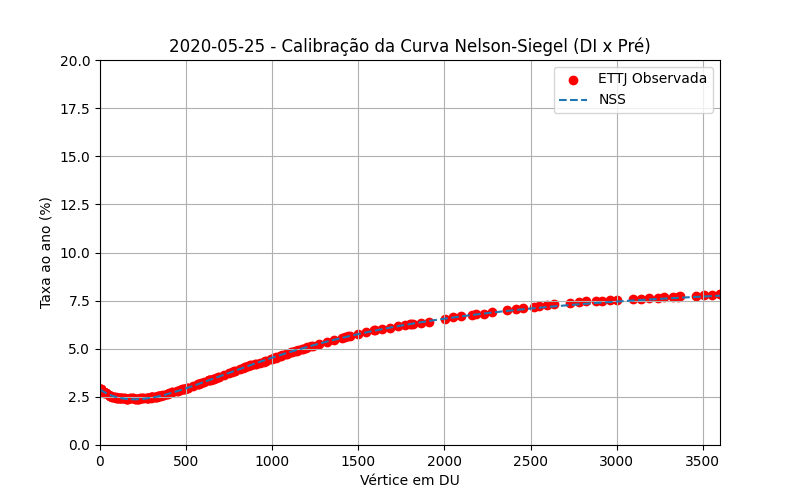 2020-05-25 - Calibração da Curva Nelson-Siegel (DI x Pré)
ETTJ Observada
NSS
Taxa ao ano (%)
20.0
17.5
15.0
12.5
10.0
7.5
5.0
2.5
0.0
0 500 1000 1500 2000 2500 3000 3500
Vértice em DU